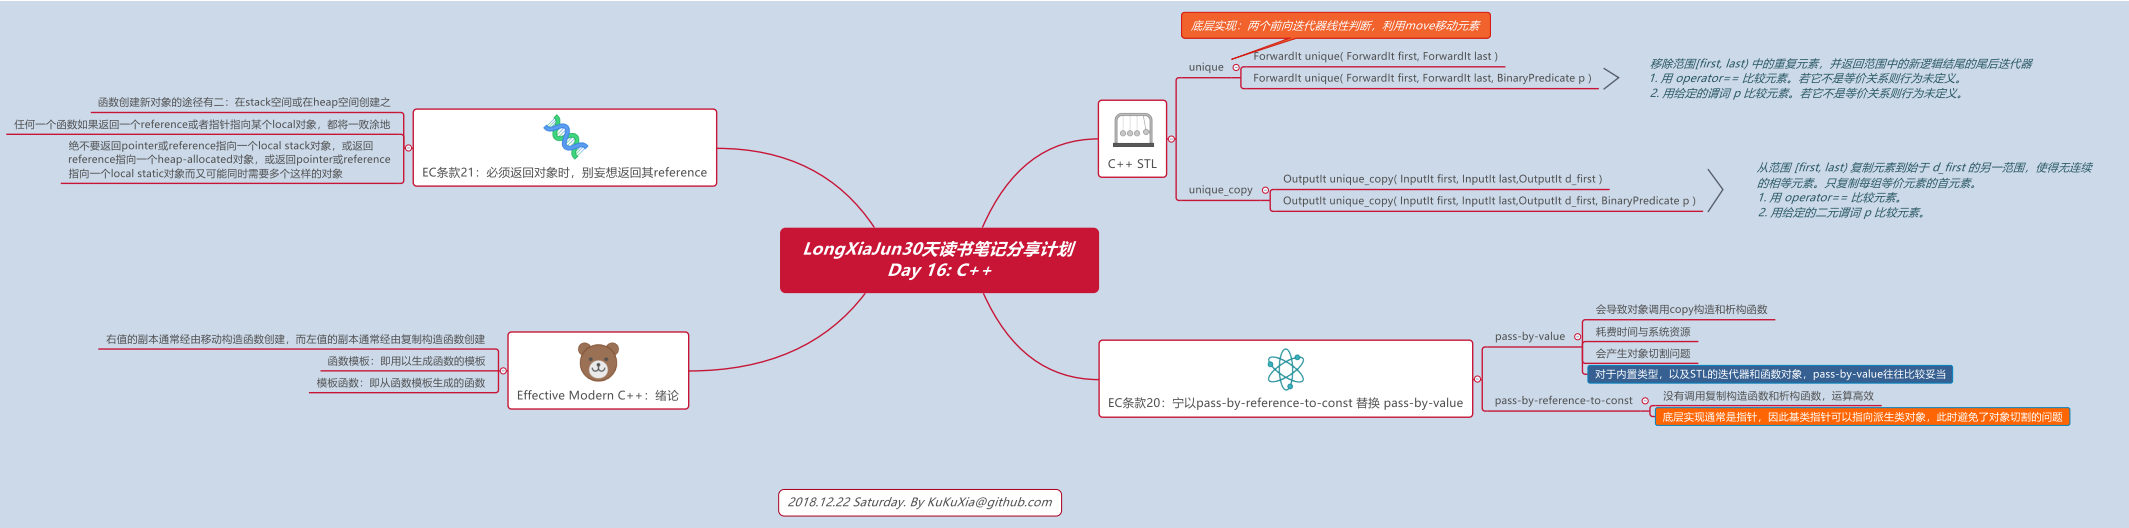 LongXiaJun30天读书笔记分享计划
Day 16: C++
底层实现：两个前向迭代器线性判断，利用move移动元素
C++ STL
unique
ForwardIt unique( ForwardIt first, ForwardIt last )
ForwardIt unique( ForwardIt first, ForwardIt last, BinaryPredicate p )
移除范围[first, last) 中的重复元素，并返回范围中的新逻辑结尾的尾后迭代器
1. 用 operator== 比较元素。若它不是等价关系则行为未定义。
2. 用给定的谓词 p 比较元素。若它不是等价关系则行为未定义。
unique_copy
OutputIt unique_copy( InputIt first, InputIt last,OutputIt d_first )
OutputIt unique_copy( InputIt first, InputIt last,OutputIt d_first, BinaryPredicate p )
从范围 [first, last) 复制元素到始于 d_first 的另一范围，使得无连续
的相等元素。只复制每组等价元素的首元素。
1. 用 operator== 比较元素。
2. 用给定的二元谓词 p 比较元素。
EC条款20：宁以pass-by-reference-to-const 替换 pass-by-value
pass-by-value
会导致对象调用copy构造和析构函数
耗费时间与系统资源
会产生对象切割问题
对于内置类型，以及STL的迭代器和函数对象，pass-by-value往往比较妥当
pass-by-reference-to-const
没有调用复制构造函数和析构函数，运算高效
底层实现通常是指针，因此基类指针可以指向派生类对象，此时避免了对象切割的问题
EC条款21：必须返回对象时，别妄想返回其reference
函数创建新对象的途径有二：在stack空间或在heap空间创建之
任何一个函数如果返回一个reference或者指针指向某个local对象，都将一败涂地
绝不要返回pointer或reference指向一个local stack对象，或返回
reference指向一个heap-allocated对象，或返回pointer或reference
指向一个local static对象而又可能同时需要多个这样的对象
Effective Modern C++：绪论
右值的副本通常经由移动构造函数创建，而左值的副本通常经由复制构造函数创建
函数模板：即用以生成函数的模板
模板函数：即从函数模板生成的函数
2018.12.22 Saturday. By KuKuXia@github.com